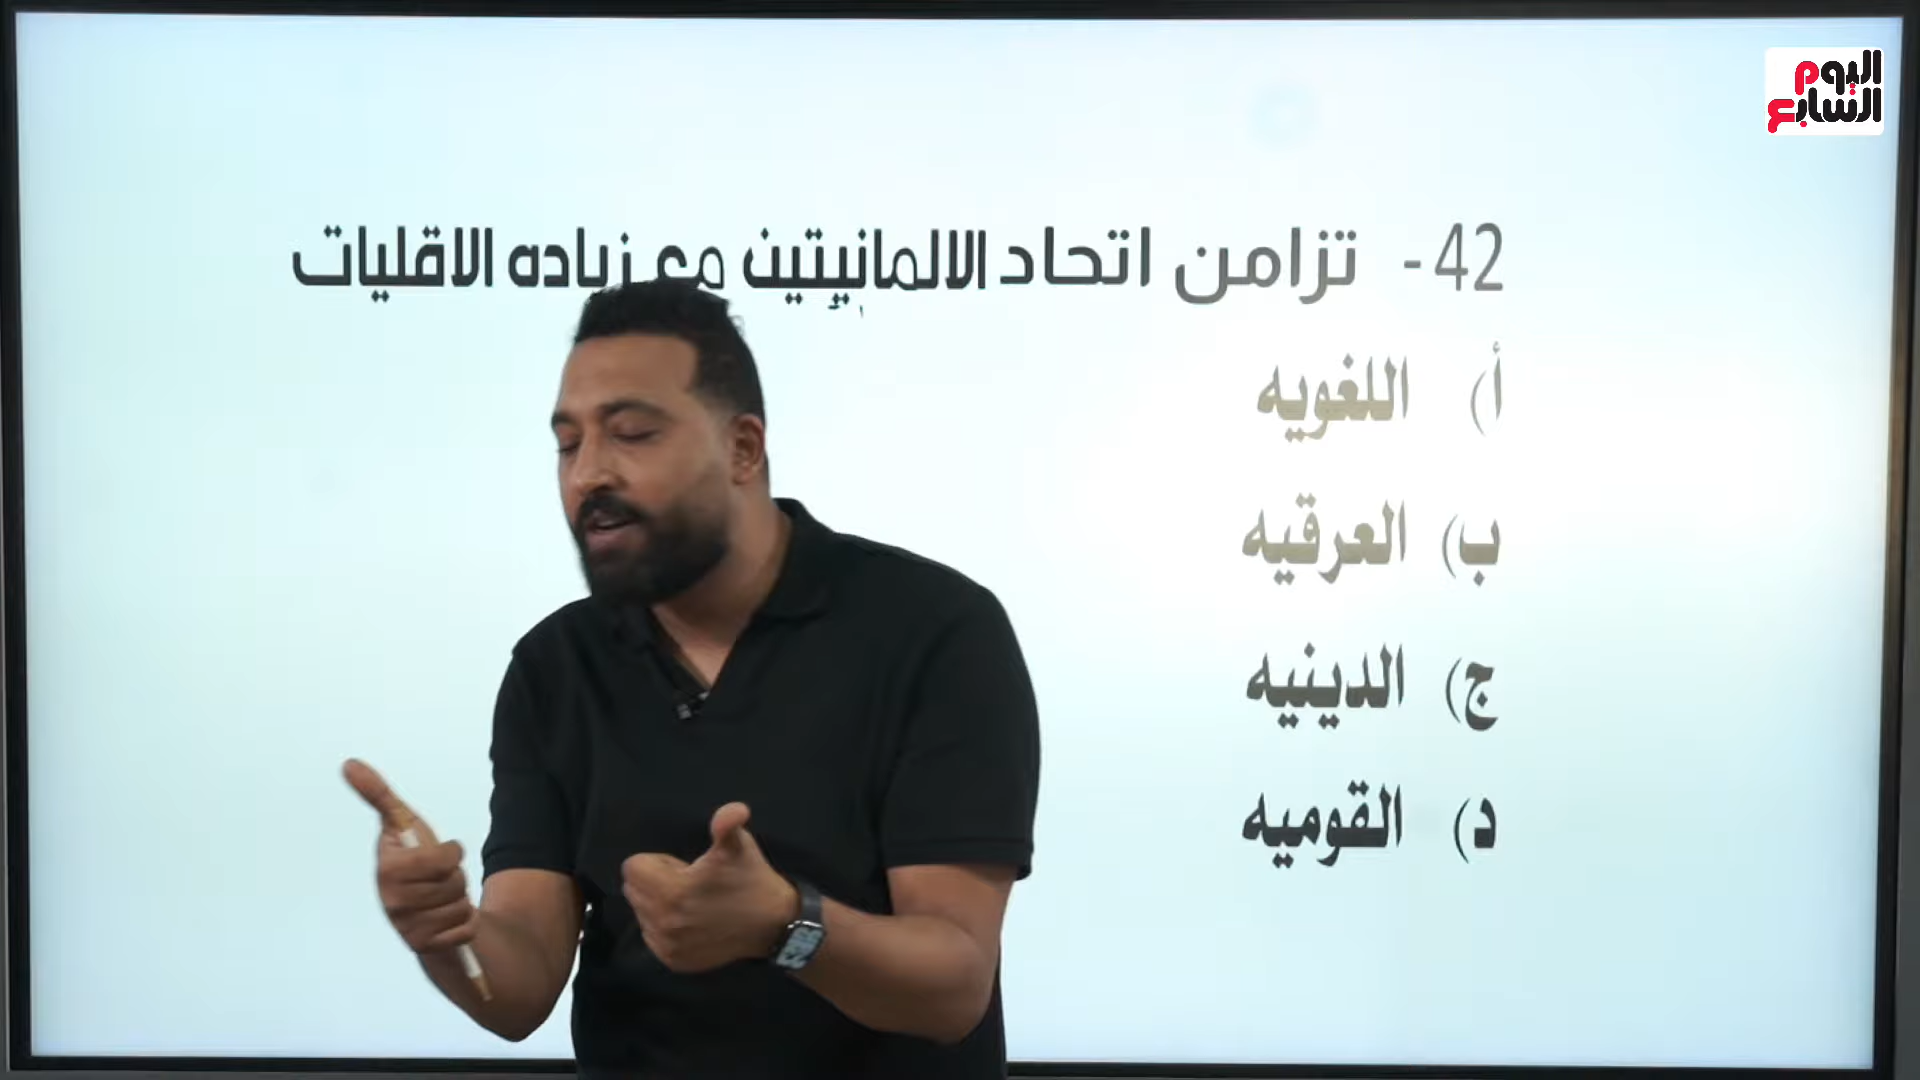 اليوم
السابع
42- تزامن اتحاد الالمانيتين مع زياده الاقليات
أ) اللغويه
ب) العرقيه
ج) الدينيه
د) القوميه